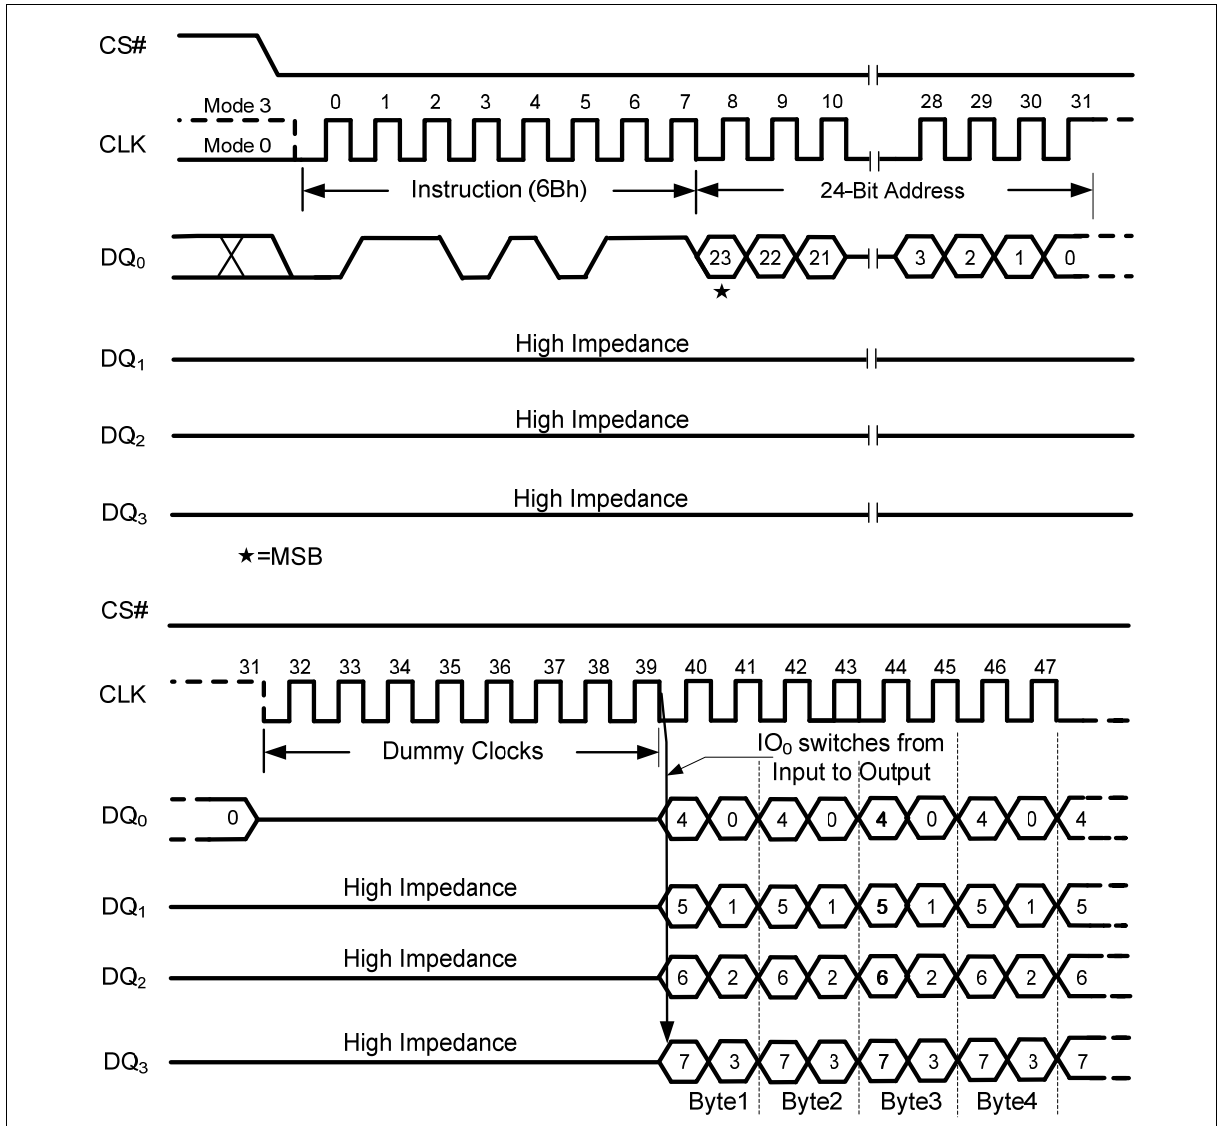 CS#
Mode 3
0 1 2 3 4 5 6 7 8 9 10 28 29 30 31
CLK
Mode 0
Instruction (6Bh)
24-Bit Address
DQ0
23 22 21 3 2 1 0
★
High Impedance
DQ1
High Impedance
DQ2
High Impedance
DQ3
★=MSB
CS#
31 32 33 34 35 36 37 38 39 40 41 42 43 44 45 46 47
CLK
Dummy Clocks
IO0 switches from
Input to Output
DQ0
0 4 0 4 0 4 0 4 0 4
High Impedance
DQ1
5 1 5 1 5 1 5 1 5
High Impedance
DQ2
6 2 6 2 6 2 6 2 6
High Impedance
DQ3
7 3 7 3 7 3 7 3 7
Byte1 Byte2 Byte3 Byte4